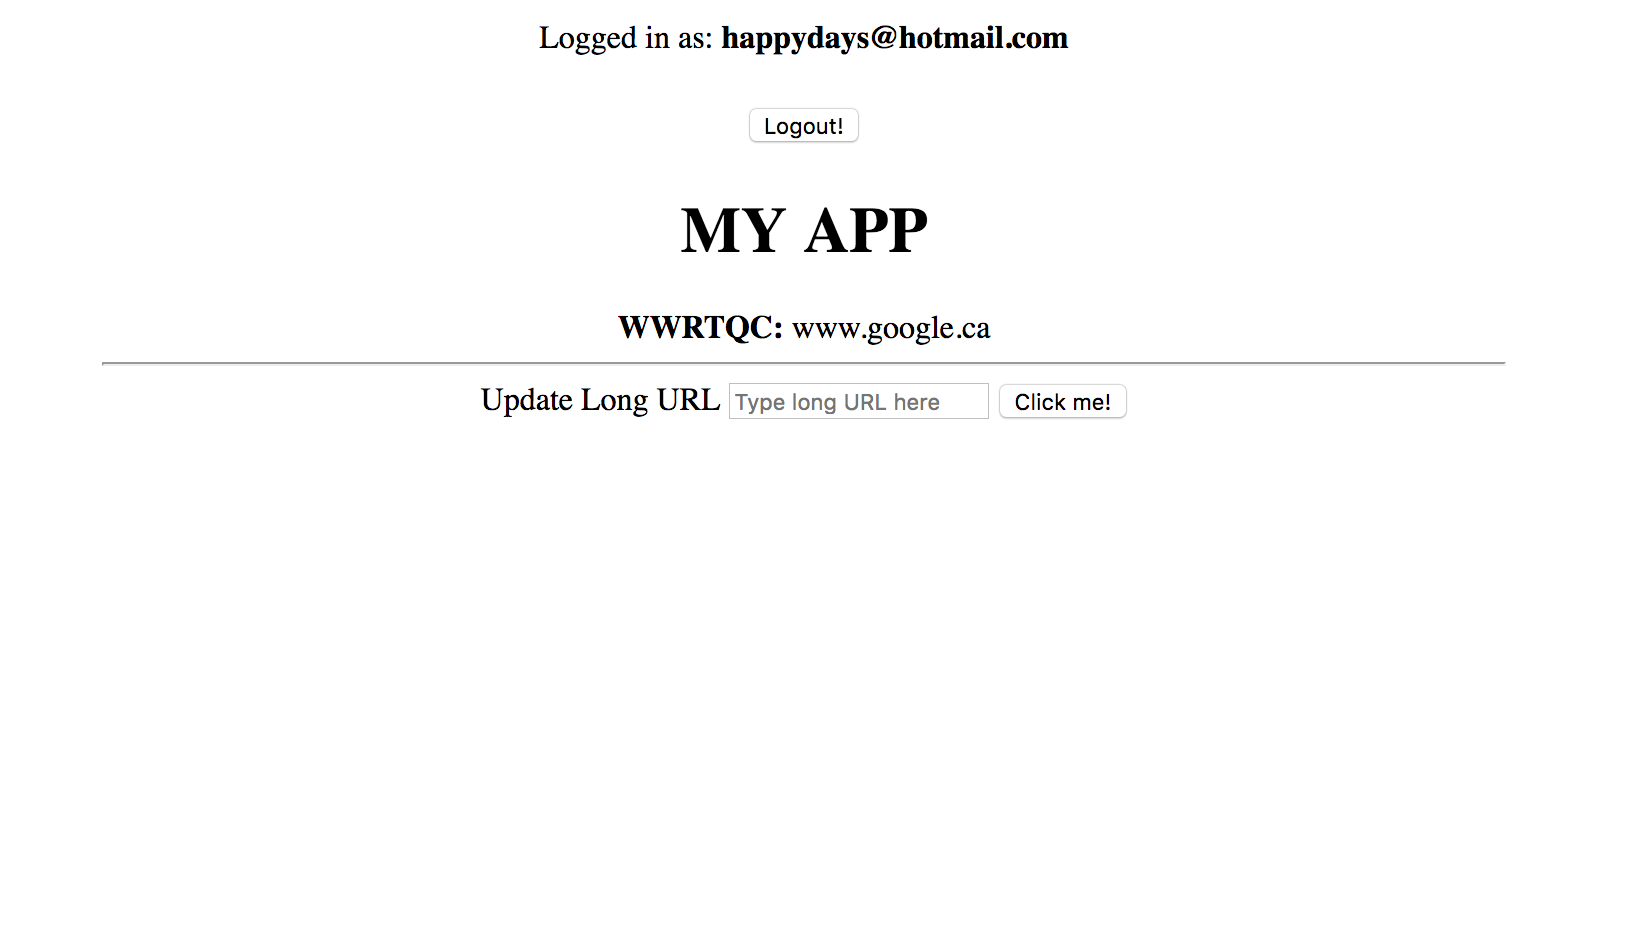 Logged in as: happydays@hotmail.com
Logout!
MY APP
WWRTQC: www.google.ca
Update Long URL Type long URL here Click me!